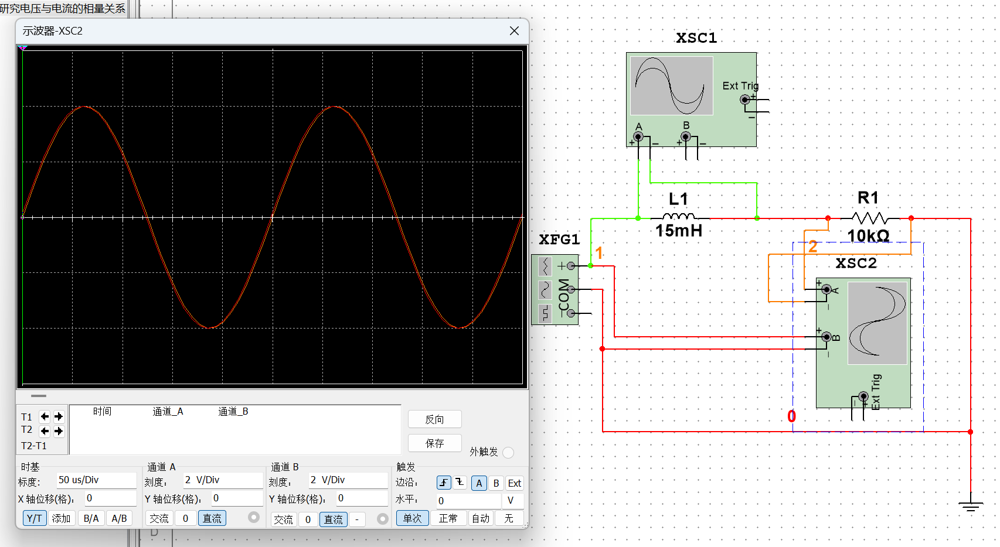 研究电压与电流的相量关系
示波器-XSC2
时间 通道_A 通道_B
T1
T2
T2-T1
反向
保存
外触发
时基
标度: 50 us/Div
X 轴位移(格): 0
Y/T 添加 B/A A/B
通道 A
刻度: 2 V/Div
Y 轴位移(格): 0
交流 0 直流
通道 B
刻度: 2 V/Div
Y 轴位移(格): 0
交流 0 直流 -
触发
边沿: A B Ext
水平: 0 V
单次 正常 自动 无
D
XSC1
Ext Trig
+
−
A
B
+ −
+ −
L1
15mH
R1
10kΩ
XFG1
+
COM
−
1
2
XSC2
+
A
−
+
B
−
Ext Trig
−
+
0